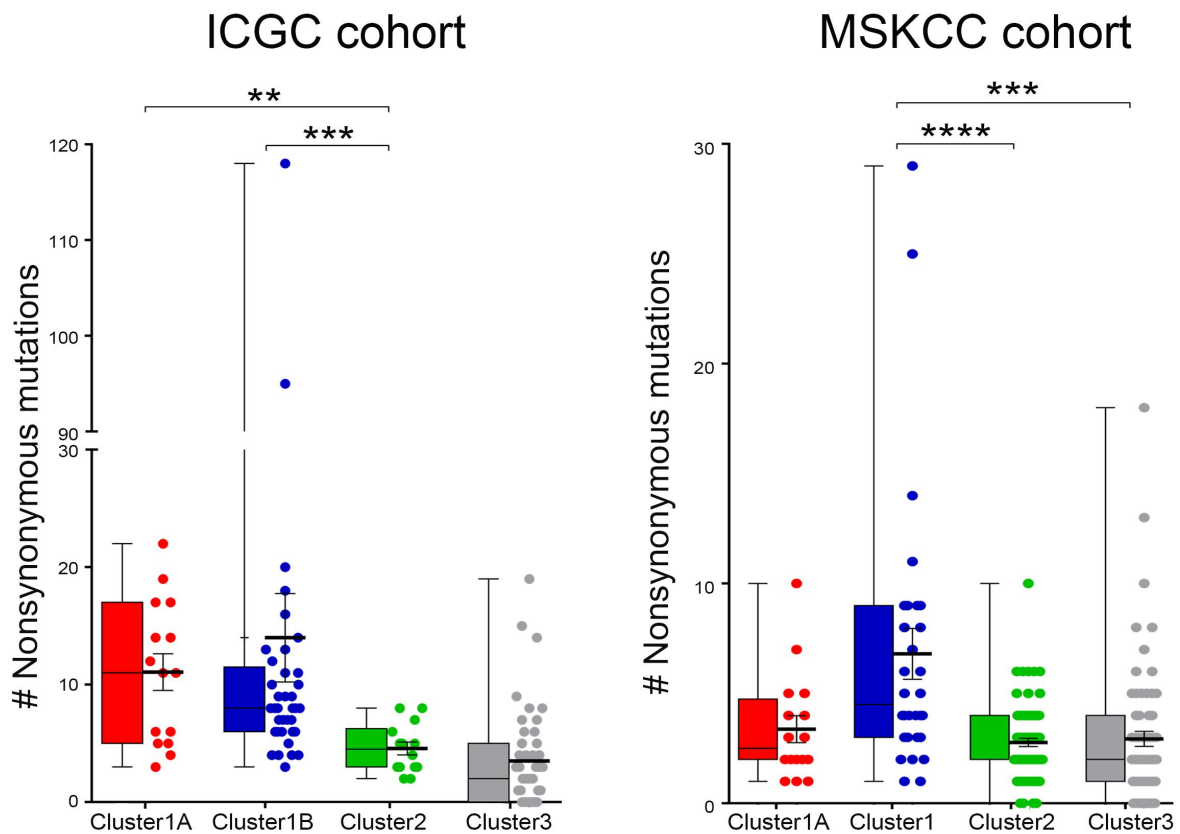 ICGC cohort
**
***
# Nonsynonymous mutations
120
110
100
90
30
20
10
0
Cluster1A Cluster1B Cluster2 Cluster3
MSKCC cohort
***
****
# Nonsynonymous mutations
30
20
10
0
Cluster1A Cluster1 Cluster2 Cluster3